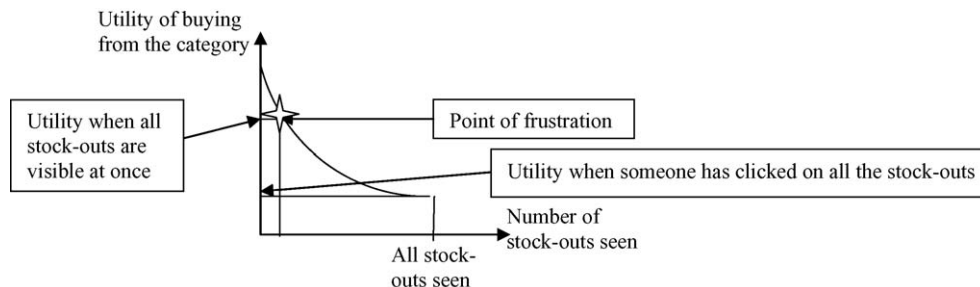 Utility of buying
from the category
Utility when all
stock-outs are
visible at once
Point of frustration
Utility when someone has clicked on all the stock-outs
Number of
stock-outs seen
All stock-
outs seen